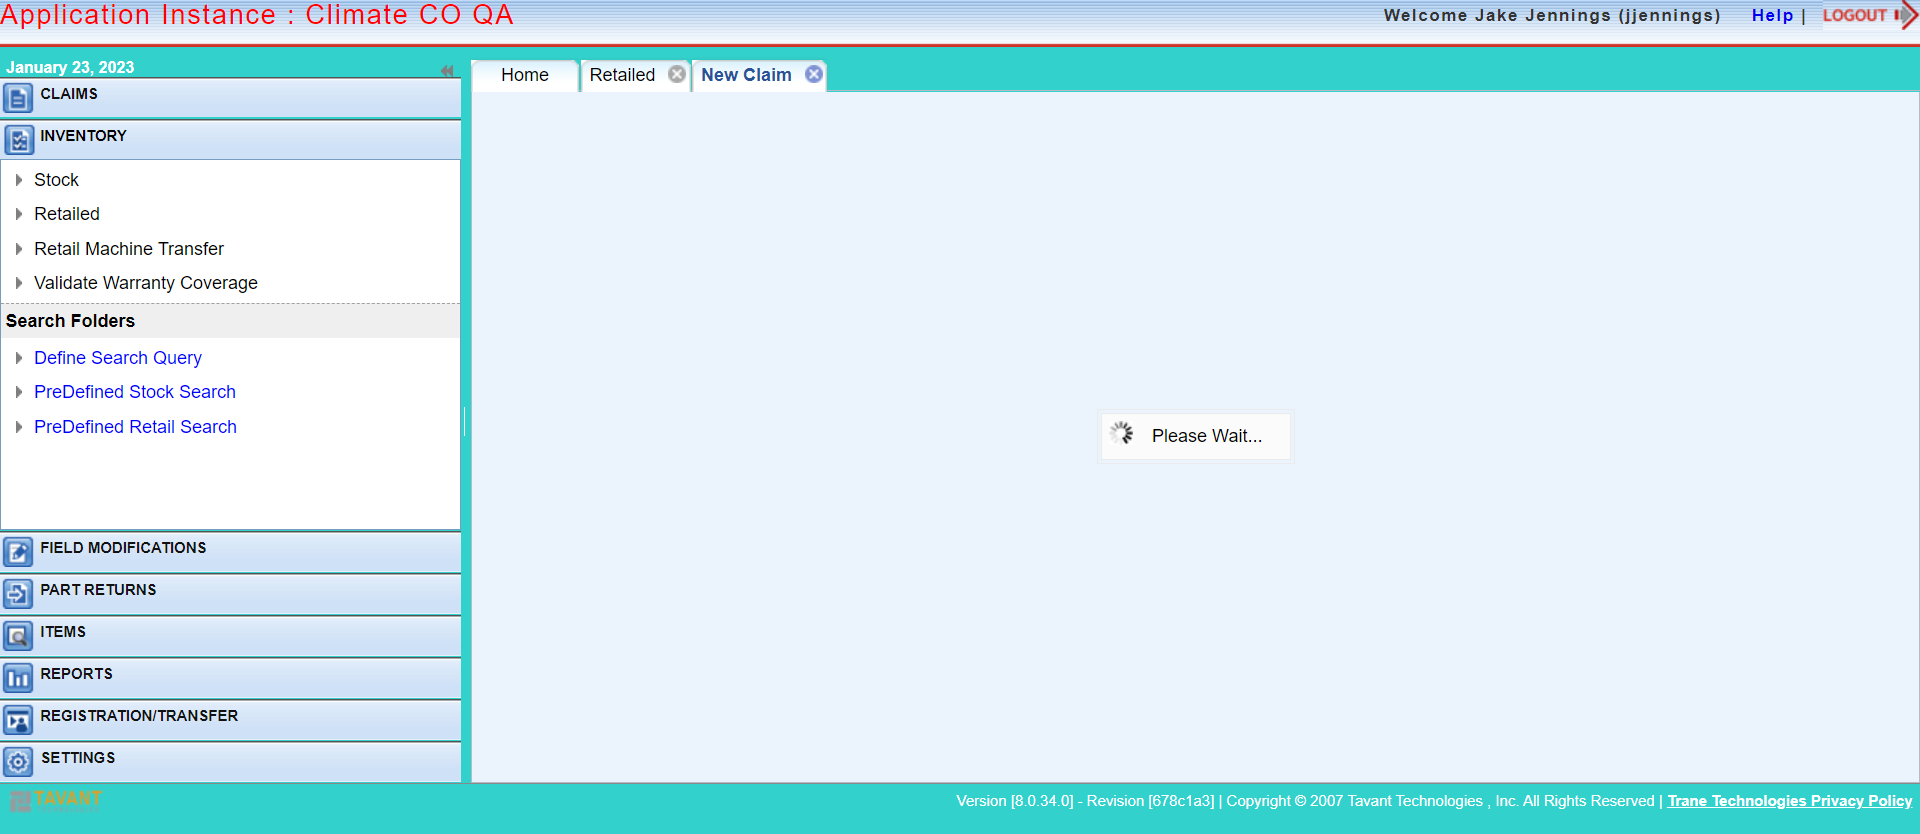 Application Instance : Climate CO QA
Welcome Jake Jennings (jjennings) Help | LOGOUT
January 23, 2023
Home Retailed New Claim
CLAIMS
INVENTORY
Stock
Retailed
Retail Machine Transfer
Validate Warranty Coverage
Search Folders
Define Search Query
PreDefined Stock Search
PreDefined Retail Search
Please Wait...
FIELD MODIFICATIONS
PART RETURNS
ITEMS
REPORTS
REGISTRATION/TRANSFER
SETTINGS
TAVANT
Version [8.0.34.0] - Revision [678c1a3] | Copyright © 2007 Tavant Technologies , Inc. All Rights Reserved | Trane Technologies Privacy Policy